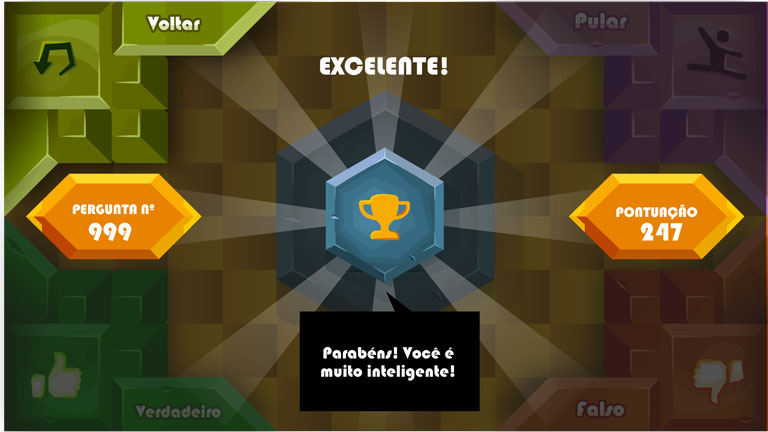 Voltar
Pular
EXCELENTE!
PERGUNTA Nº
999
PONTUAÇÃO
247
Parabéns! Você é
muito inteligente!
Verdadeiro
Falso